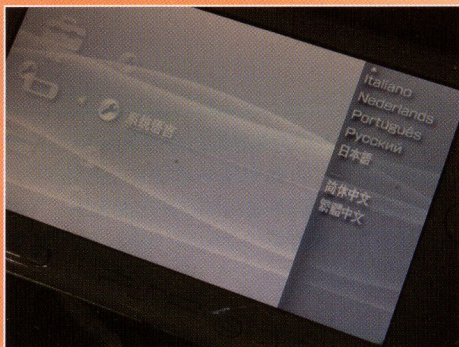 系统语言
Italiano
Nederlands
Português
Русский
日本語
简体中文
繁體中文